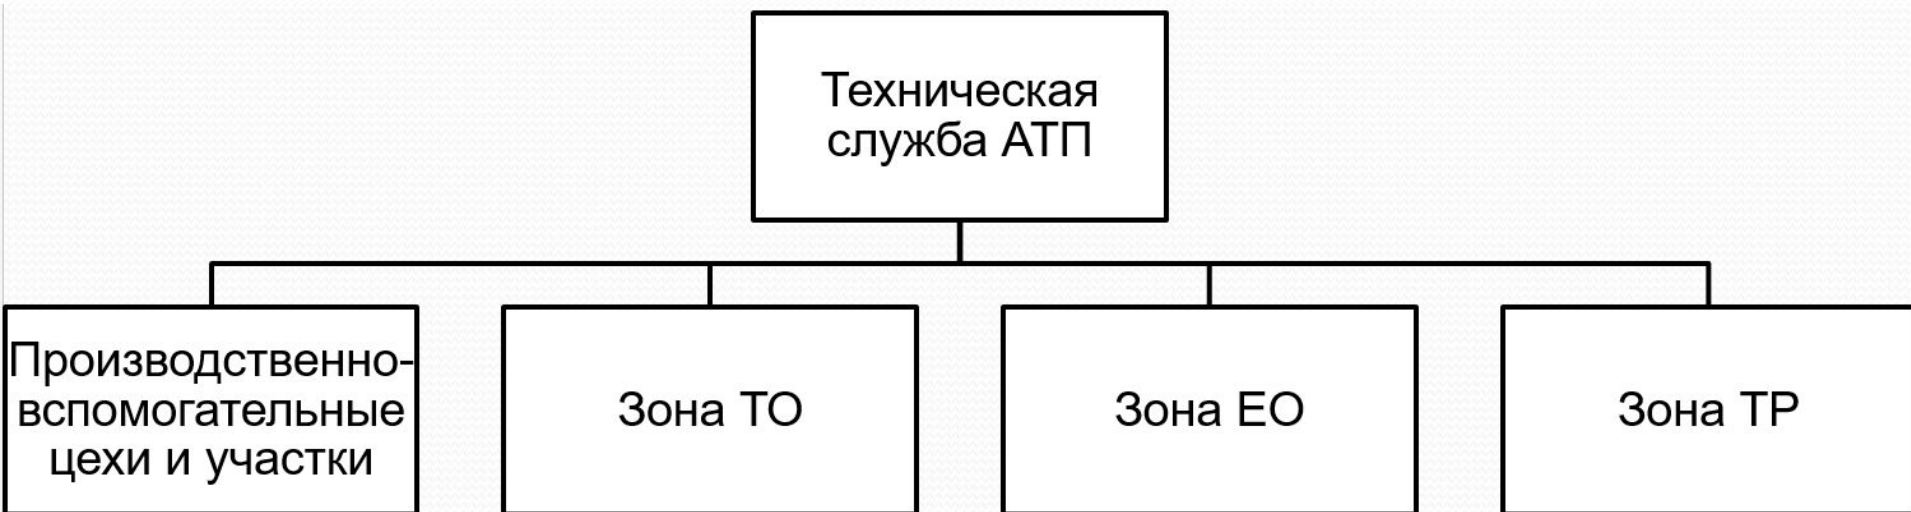 Техническая
служба АТП
Производственно-
вспомогательные
цехи и участки
Зона ТО
Зона ЕО
Зона ТР